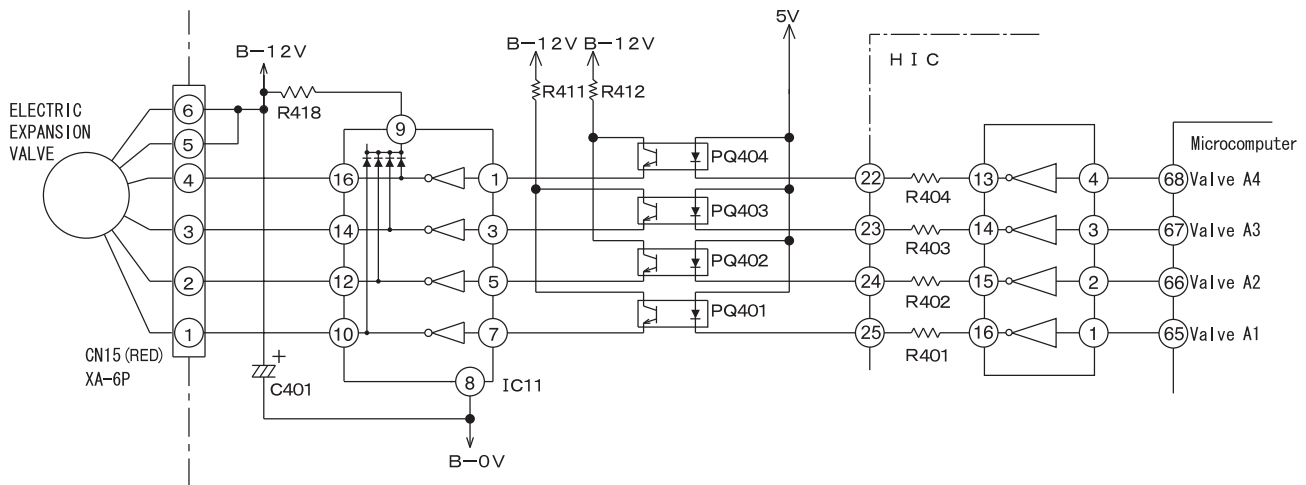 5V
B-12V
B-12V B-12V
H I C
R418
R411 R412
ELECTRIC
EXPANSION
VALVE
Microcomputer
6
5
9
PQ404
4 16 1 22 13 4 68 Valve A4
R404
PQ403
3 14 3 23 14 3 67 Valve A3
R403
PQ402
2 12 5 24 15 2 66 Valve A2
R402
PQ401
1 10 7 25 16 1 65 Valve A1
R401
CN15(RED)
XA-6P
+
C401
8 IC11
B-0V